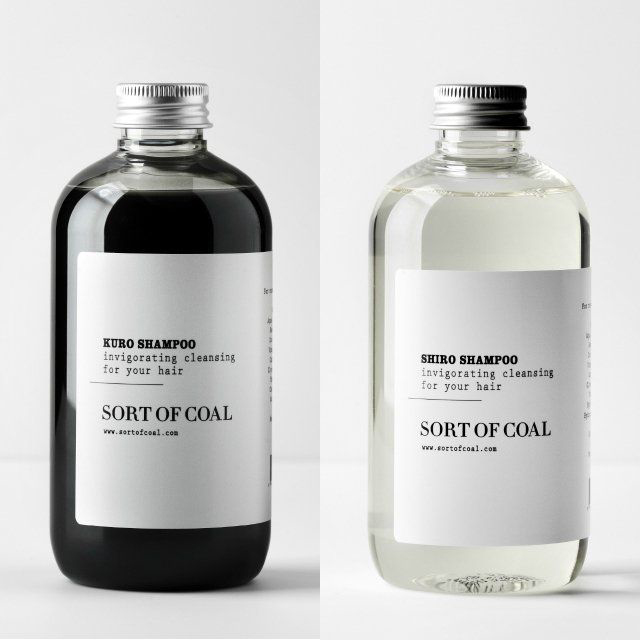 KURO SHAMPOO
invigorating cleansing
for your hair
SORT OF COAL
www.sortofcoal.com
SHIRO SHAMPOO
invigorating cleansing
for your hair
SORT OF COAL
www.sortofcoal.com